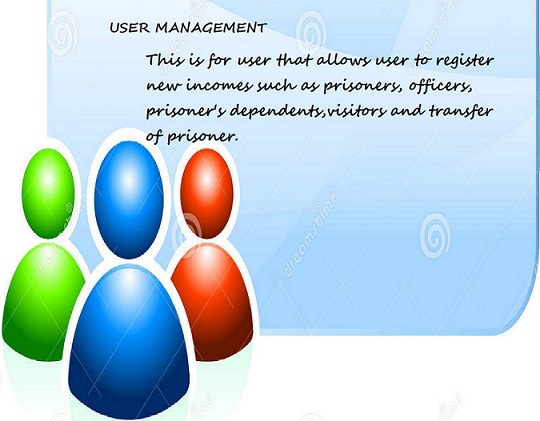 USER MANAGEMENT
This is for user that allows user to register
new incomes such as prisoners, officers,
prisoner's dependents,visitors and transfer
of prisoner.
dreamstime